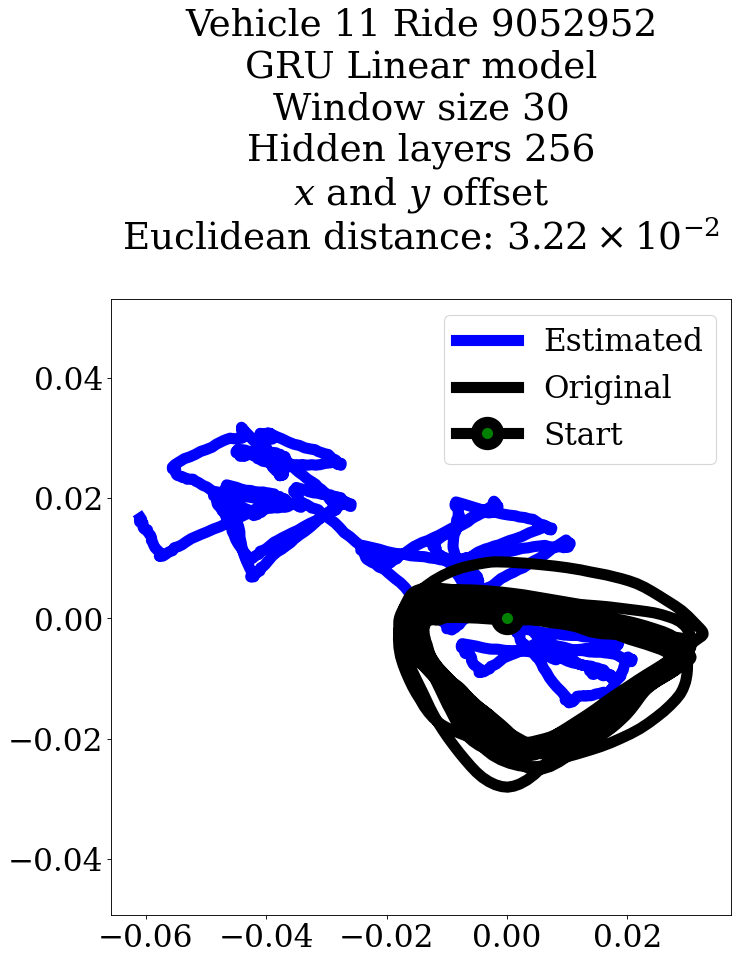 Vehicle 11 Ride 9052952
GRU Linear model
Window size 30
Hidden layers 256
x and y offset
Euclidean distance: 3.22 × 10⁻²
Estimated
Original
Start
0.04
0.02
0.00
−0.02
−0.04
−0.06 −0.04 −0.02 0.00 0.02